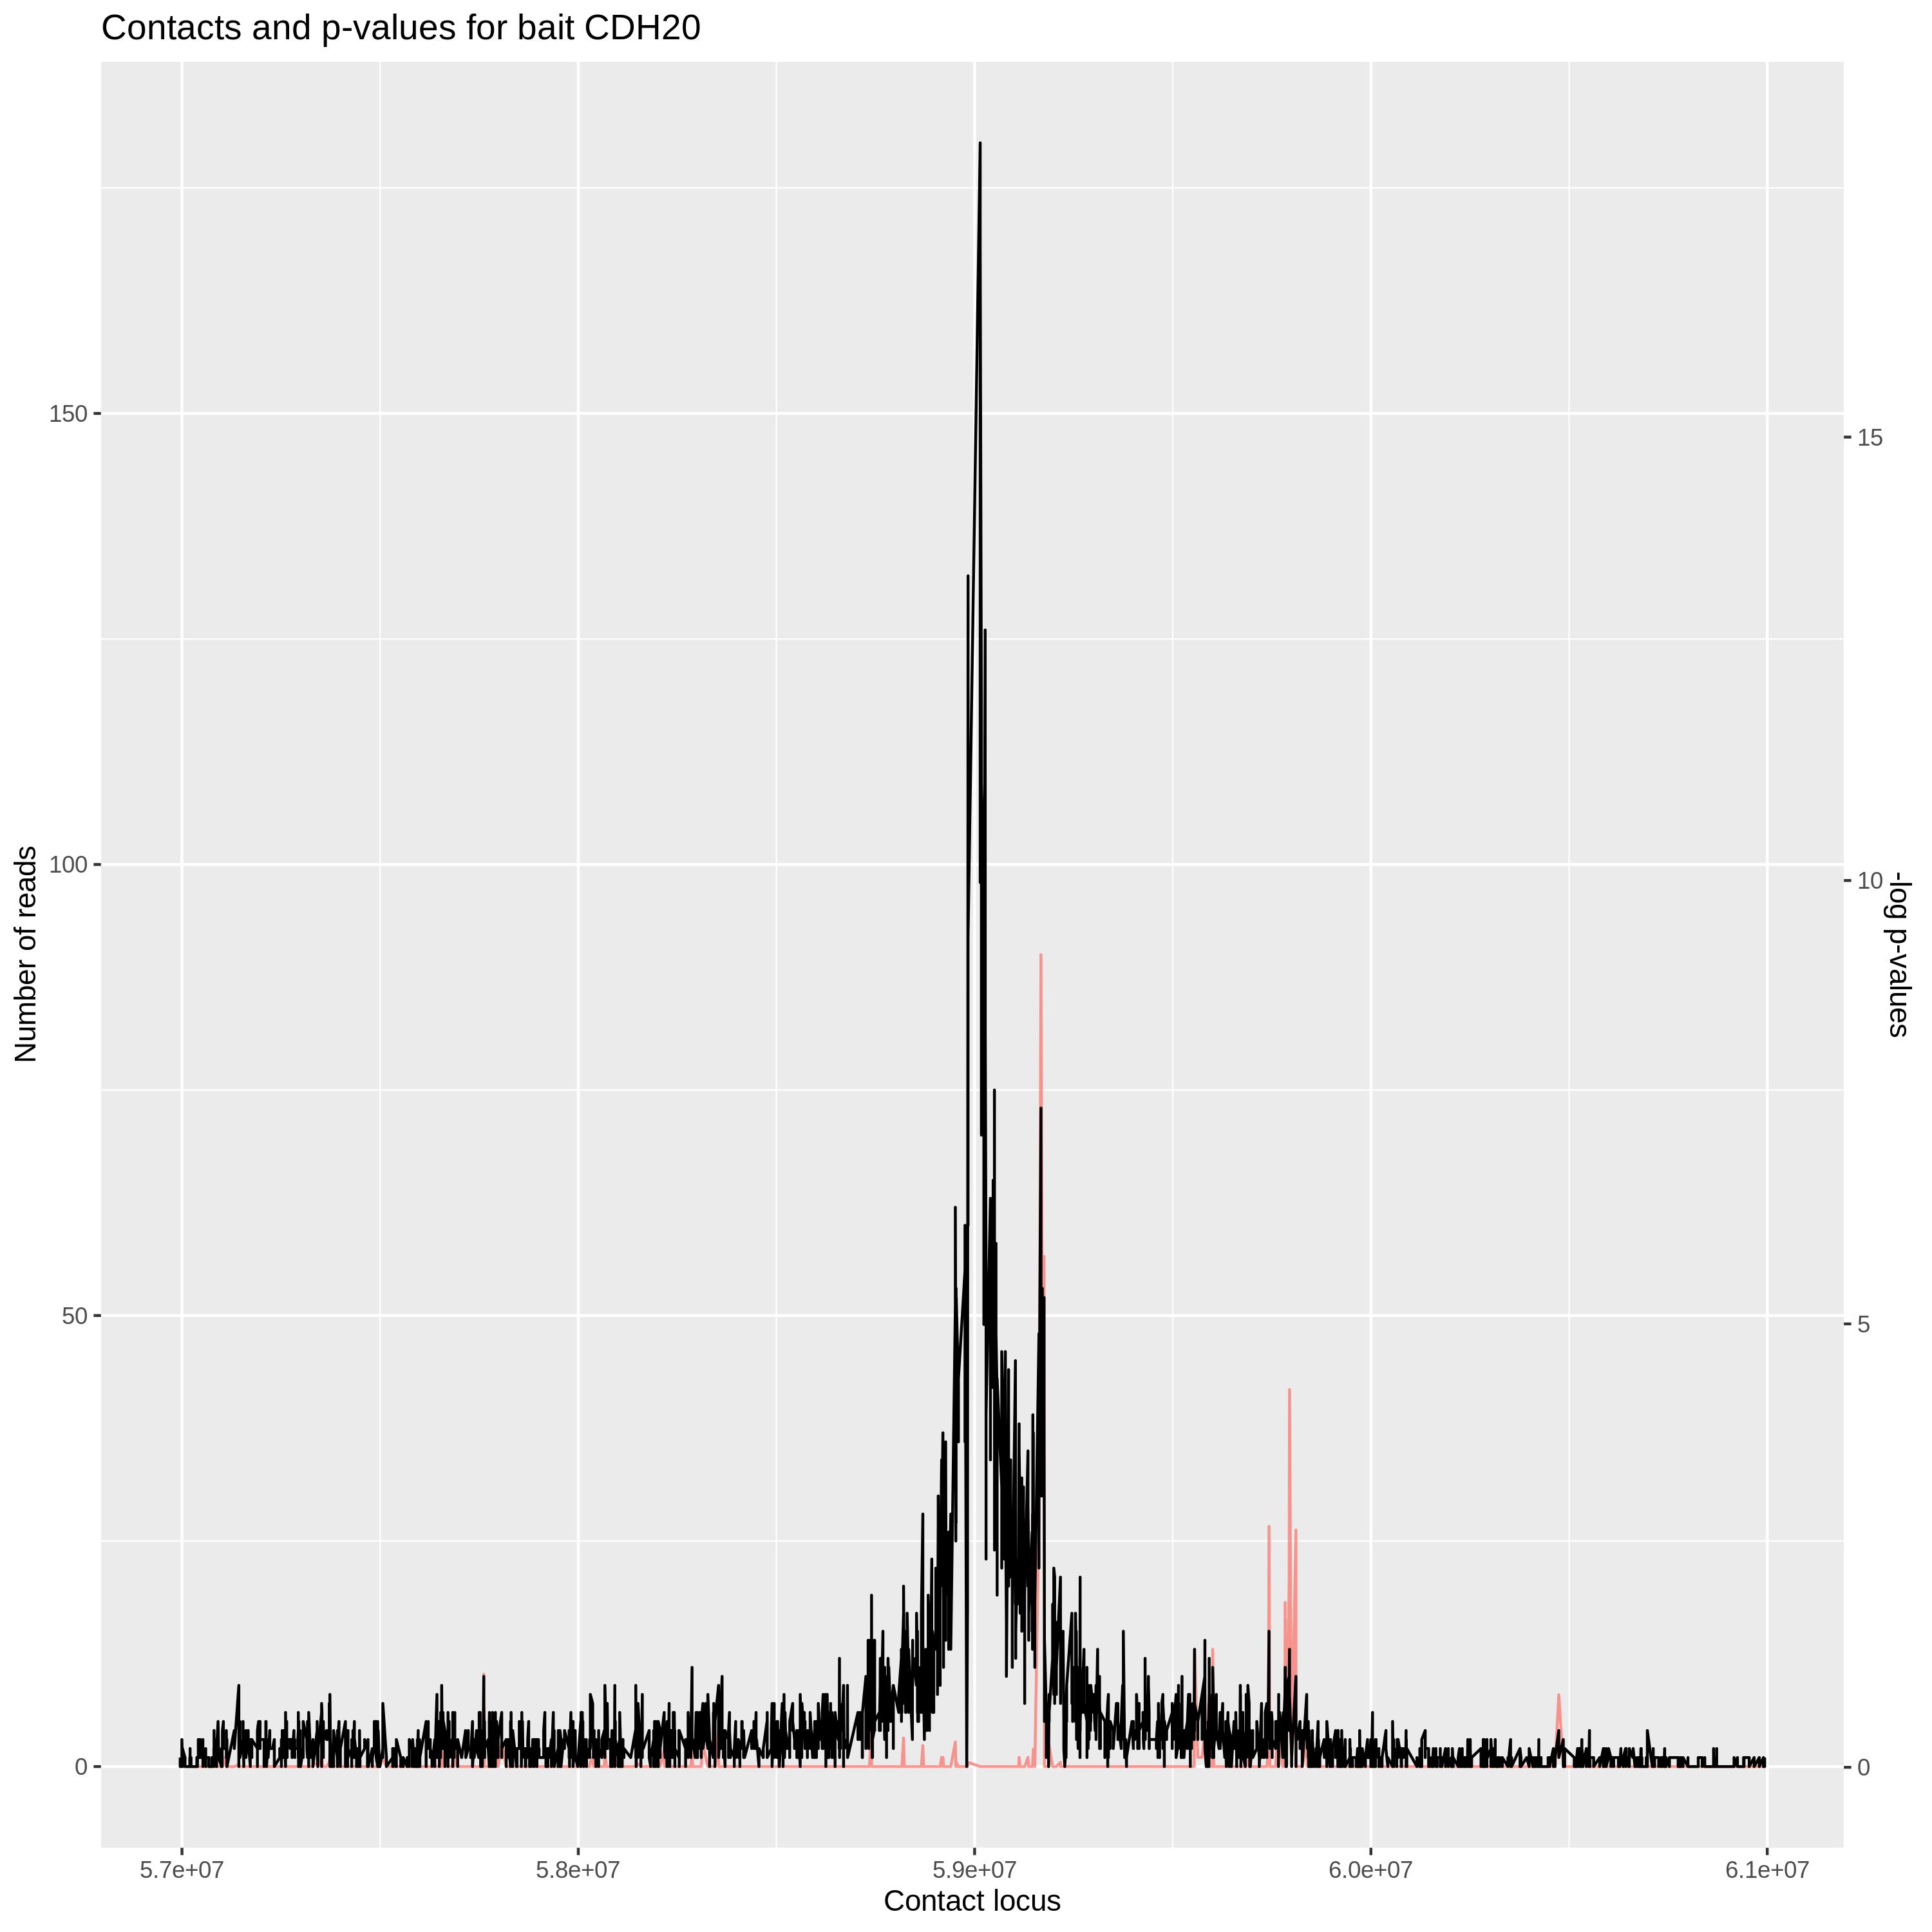 Contacts and p-values for bait CDH20
150
100
50
0
Number of reads
15
10
5
0
-log p-values
5.7e+07 5.8e+07 5.9e+07 6.0e+07 6.1e+07
Contact locus